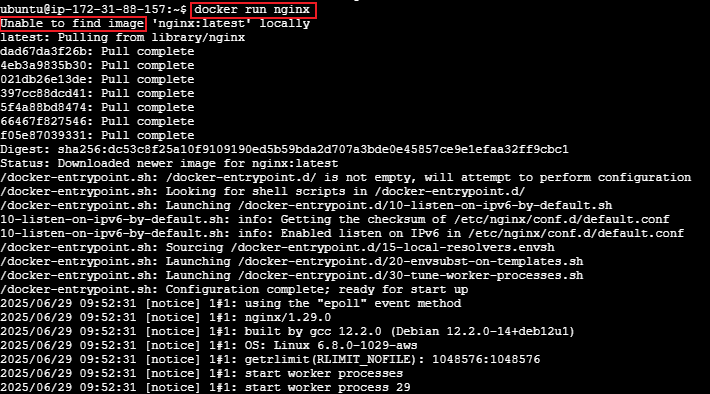 ubuntu@ip-172-31-88-157:~$ docker run nginx
Unable to find image 'nginx:latest' locally
latest: Pulling from library/nginx
dad67da3f26b: Pull complete
4eb3a9835b30: Pull complete
021db26e13de: Pull complete
397cc88dcd41: Pull complete
5f4a88bd8474: Pull complete
66467f827546: Pull complete
f05e87039331: Pull complete
Digest: sha256:dc53c8f25a10f9109190ed5b59bda2d707a3bde0e45857ce9e1efaa32ff9cbc1
Status: Downloaded newer image for nginx:latest
/docker-entrypoint.sh: /docker-entrypoint.d/ is not empty, will attempt to perform configuration
/docker-entrypoint.sh: Looking for shell scripts in /docker-entrypoint.d/
/docker-entrypoint.sh: Launching /docker-entrypoint.d/10-listen-on-ipv6-by-default.sh
10-listen-on-ipv6-by-default.sh: info: Getting the checksum of /etc/nginx/conf.d/default.conf
10-listen-on-ipv6-by-default.sh: info: Enabled listen on IPv6 in /etc/nginx/conf.d/default.conf
/docker-entrypoint.sh: Sourcing /docker-entrypoint.d/15-local-resolvers.envsh
/docker-entrypoint.sh: Launching /docker-entrypoint.d/20-envsubst-on-templates.sh
/docker-entrypoint.sh: Launching /docker-entrypoint.d/30-tune-worker-processes.sh
/docker-entrypoint.sh: Configuration complete; ready for start up
2025/06/29 09:52:31 [notice] 1#1: using the "epoll" event method
2025/06/29 09:52:31 [notice] 1#1: nginx/1.29.0
2025/06/29 09:52:31 [notice] 1#1: built by gcc 12.2.0 (Debian 12.2.0-14+deb12u1)
2025/06/29 09:52:31 [notice] 1#1: OS: Linux 6.8.0-1029-aws
2025/06/29 09:52:31 [notice] 1#1: getrlimit(RLIMIT_NOFILE): 1048576:1048576
2025/06/29 09:52:31 [notice] 1#1: start worker processes
2025/06/29 09:52:31 [notice] 1#1: start worker process 29